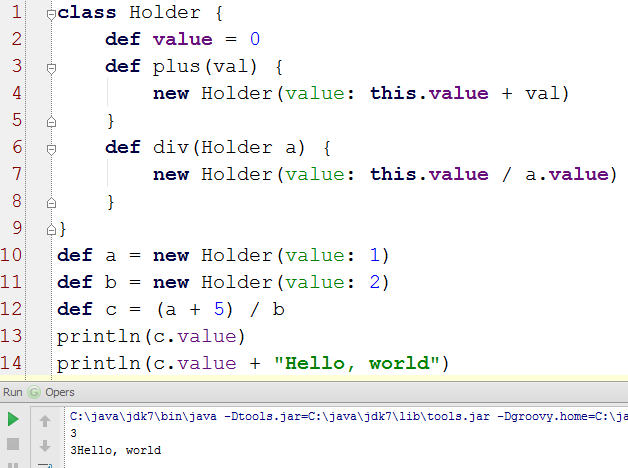 1 class Holder {
2 def value = 0
3 def plus(val) {
4 new Holder(value: this.value + val)
5 }
6 def div(Holder a) {
7 new Holder(value: this.value / a.value)
8 }
9 }
10 def a = new Holder(value: 1)
11 def b = new Holder(value: 2)
12 def c = (a + 5) / b
13 println(c.value)
14 println(c.value + "Hello, world")
Run G Opers
C:\java\jdk7\bin\java -Dtools.jar=C:\java\jdk7\lib\tools.jar -Dgroovy.home=C:\ja
3
3Hello, world